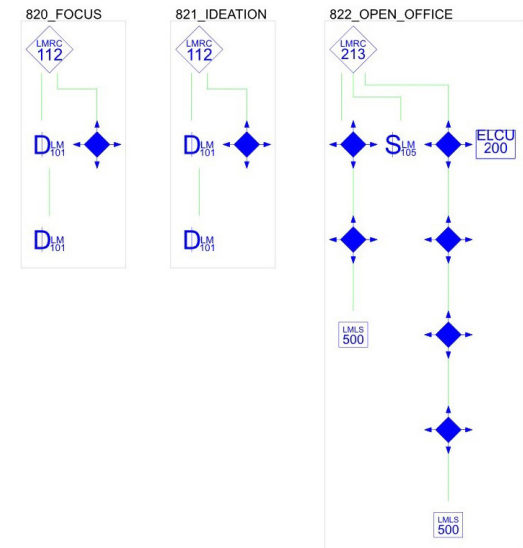 820_FOCUS
LMRC
112
D LM
101
D LM
101
821_IDEATION
LMRC
112
D LM
101
D LM
101
822_OPEN_OFFICE
LMRC
213
S LM
105
ELCU
200
LMLS
500
LMLS
500